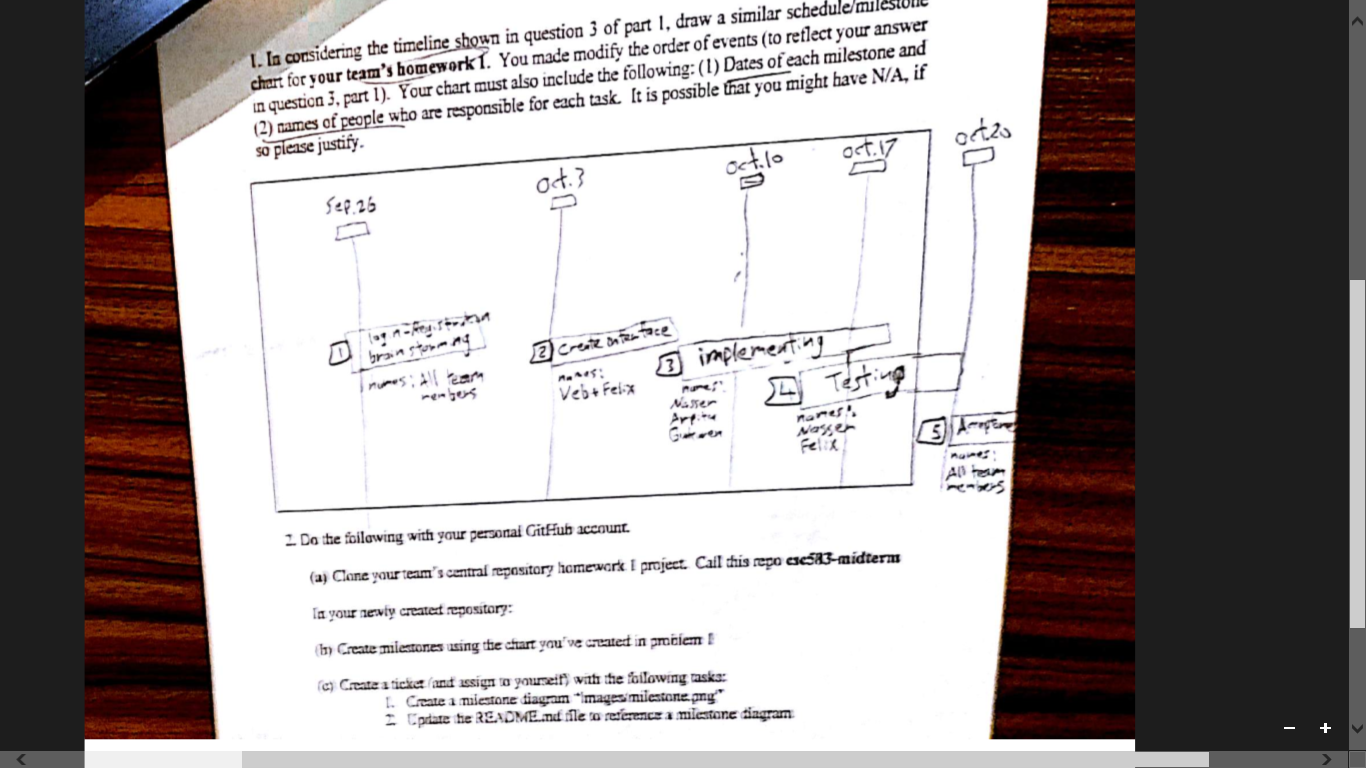 1. In considering the timeline shown in question 3 of part 1, draw a similar schedule/milestone
chart for your team's homework 1. You made modify the order of events (to reflect your answer
in question 3, part 1). Your chart must also include the following: (1) Dates of each milestone and
(2) names of people who are responsible for each task. It is possible that you might have N/A, if
so please justify.
Sep.26
Oct.3
Oct.10
Oct.17
Oct.20
1
login-Registration
brainstorming
names: All team
members
2
Create interface
names:
Veb + Felix
3
implementing
names:
Nasser
4
Testing
names:
Nasser
Felix
5
names:
All team
members
2. Do the following with your personal GitHub account.
(a) Clone your team's central repository homework 1 project. Call this repo csc583-midterm
In your newly created repository:
(b) Create milestones using the chart you've created in problem 1
(c) Create a ticket (and assign to yourself) with the following tasks:
1. Create a milestone diagram "images/milestone.png"
2. Update the README.md file to reference a milestone diagram